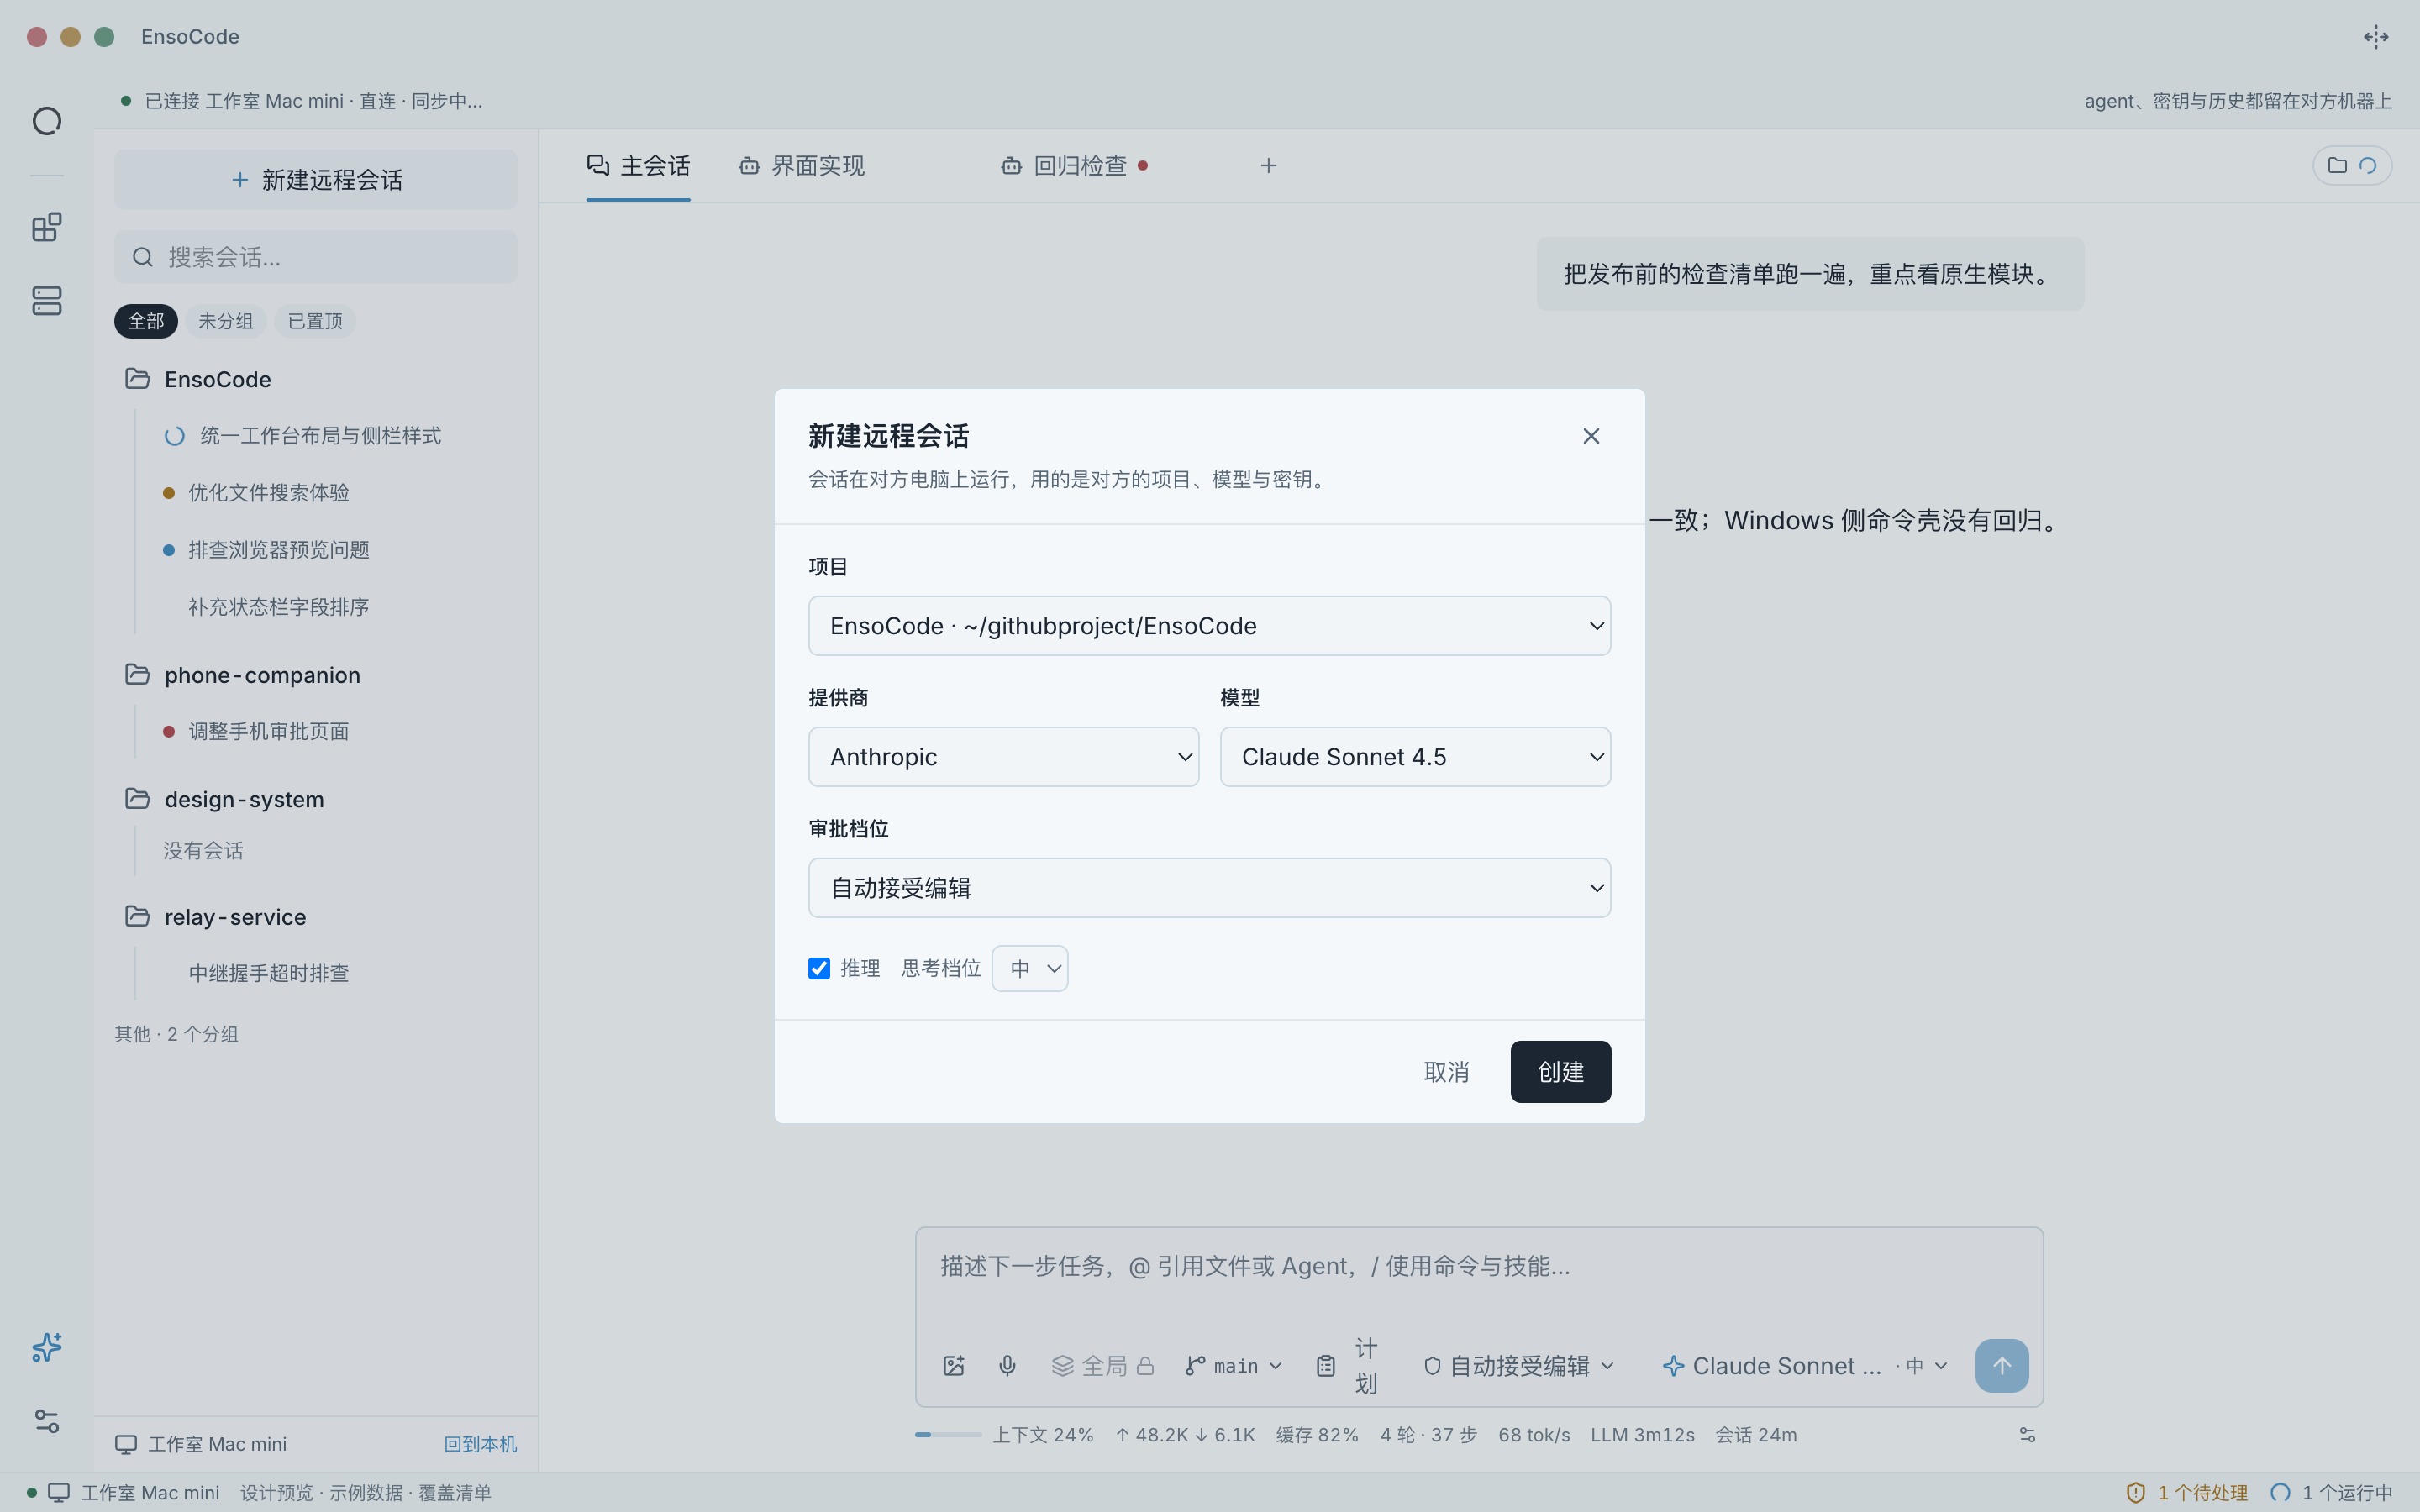 EnsoCode
已连接 工作室 Mac mini · 直连 · 同步中...
agent、密钥与历史都留在对方机器上
新建远程会话
搜索会话...
全部 未分组 已置顶
EnsoCode
统一工作台布局与侧栏样式
优化文件搜索体验
排查浏览器预览问题
补充状态栏字段排序
phone-companion
调整手机审批页面
design-system
没有会话
relay-service
中继握手超时排查
其他 · 2 个分组
工作室 Mac mini 回到本机
主会话 界面实现 回归检查
把发布前的检查清单跑一遍，重点看原生模块。
一致；Windows 侧命令壳没有回归。
新建远程会话
会话在对方电脑上运行，用的是对方的项目、模型与密钥。
项目
EnsoCode · ~/githubproject/EnsoCode
提供商 模型
Anthropic Claude Sonnet 4.5
审批档位
自动接受编辑
推理 思考档位 中
取消 创建
描述下一步任务，@ 引用文件或 Agent，/ 使用命令与技能...
全局 main 计划 自动接受编辑 Claude Sonnet ... · 中
上下文 24% ↑ 48.2K ↓ 6.1K 缓存 82% 4 轮 · 37 步 68 tok/s LLM 3m12s 会话 24m
工作室 Mac mini 设计预览 · 示例数据 · 覆盖清单
1 个待处理 1 个运行中